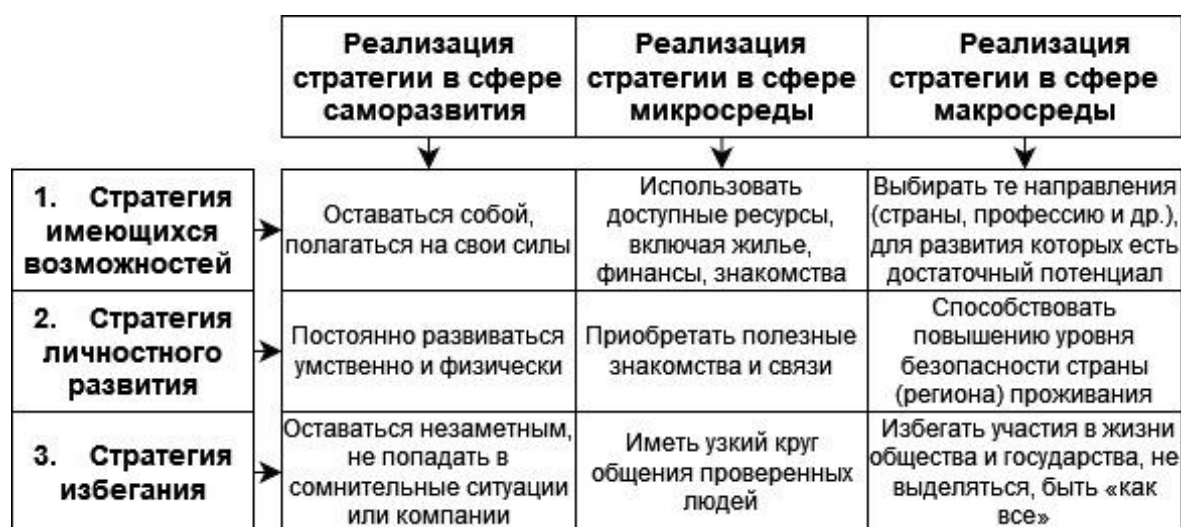 Реализация
стратегии в сфере
саморазвития
Реализация
стратегии в сфере
микросреды
Реализация
стратегии в сфере
макросреды
1. Стратегия
имеющихся
возможностей
Оставаться собой,
полагаться на свои силы
Использовать
доступные ресурсы,
включая жилье,
финансы, знакомства
Выбирать те направления
(страны, профессию и др.),
для развития которых есть
достаточный потенциал
2. Стратегия
личностного
развития
Постоянно развиваться
умственно и физически
Приобретать полезные
знакомства и связи
Способствовать
повышению уровня
безопасности страны
(региона) проживания
3. Стратегия
избегания
Оставаться незаметным,
не попадать в
сомнительные ситуации
или компании
Иметь узкий круг
общения проверенных
людей
Избегать участия в жизни
общества и государства, не
выделяться, быть «как
все»